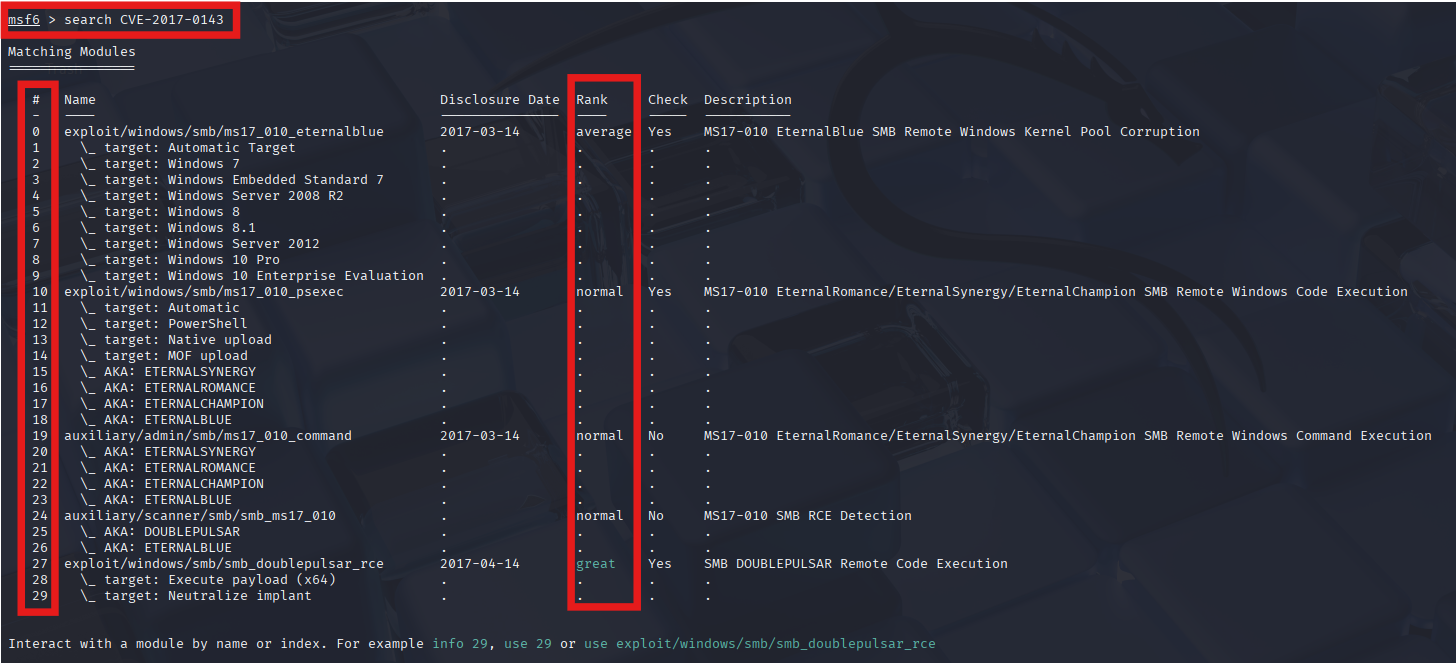 msf6 > search CVE-2017-0143
Matching Modules
================
# Name Disclosure Date Rank Check Description
- ---- --------------- ---- ----- -----------
0 exploit/windows/smb/ms17_010_eternalblue 2017-03-14 average Yes MS17-010 EternalBlue SMB Remote Windows Kernel Pool Corruption
1 \_ target: Automatic Target . . . .
2 \_ target: Windows 7 . . . .
3 \_ target: Windows Embedded Standard 7 . . . .
4 \_ target: Windows Server 2008 R2 . . . .
5 \_ target: Windows 8 . . . .
6 \_ target: Windows 8.1 . . . .
7 \_ target: Windows Server 2012 . . . .
8 \_ target: Windows 10 Pro . . . .
9 \_ target: Windows 10 Enterprise Evaluation . . . .
10 exploit/windows/smb/ms17_010_psexec 2017-03-14 normal Yes MS17-010 EternalRomance/EternalSynergy/EternalChampion SMB Remote Windows Code Execution
11 \_ target: Automatic . . . .
12 \_ target: PowerShell . . . .
13 \_ target: Native upload . . . .
14 \_ target: MOF upload . . . .
15 \_ AKA: ETERNALSYNERGY . . . .
16 \_ AKA: ETERNALROMANCE . . . .
17 \_ AKA: ETERNALCHAMPION . . . .
18 \_ AKA: ETERNALBLUE . . . .
19 auxiliary/admin/smb/ms17_010_command 2017-03-14 normal No MS17-010 EternalRomance/EternalSynergy/EternalChampion SMB Remote Windows Command Execution
20 \_ AKA: ETERNALSYNERGY . . . .
21 \_ AKA: ETERNALROMANCE . . . .
22 \_ AKA: ETERNALCHAMPION . . . .
23 \_ AKA: ETERNALBLUE . . . .
24 auxiliary/scanner/smb/smb_ms17_010 . normal No MS17-010 SMB RCE Detection
25 \_ AKA: DOUBLEPULSAR . . . .
26 \_ AKA: ETERNALBLUE . . . .
27 exploit/windows/smb/smb_doublepulsar_rce 2017-04-14 great Yes SMB DOUBLEPULSAR Remote Code Execution
28 \_ target: Execute payload (x64) . . . .
29 \_ target: Neutralize implant . . . .
Interact with a module by name or index. For example info 29, use 29 or use exploit/windows/smb/smb_doublepulsar_rce